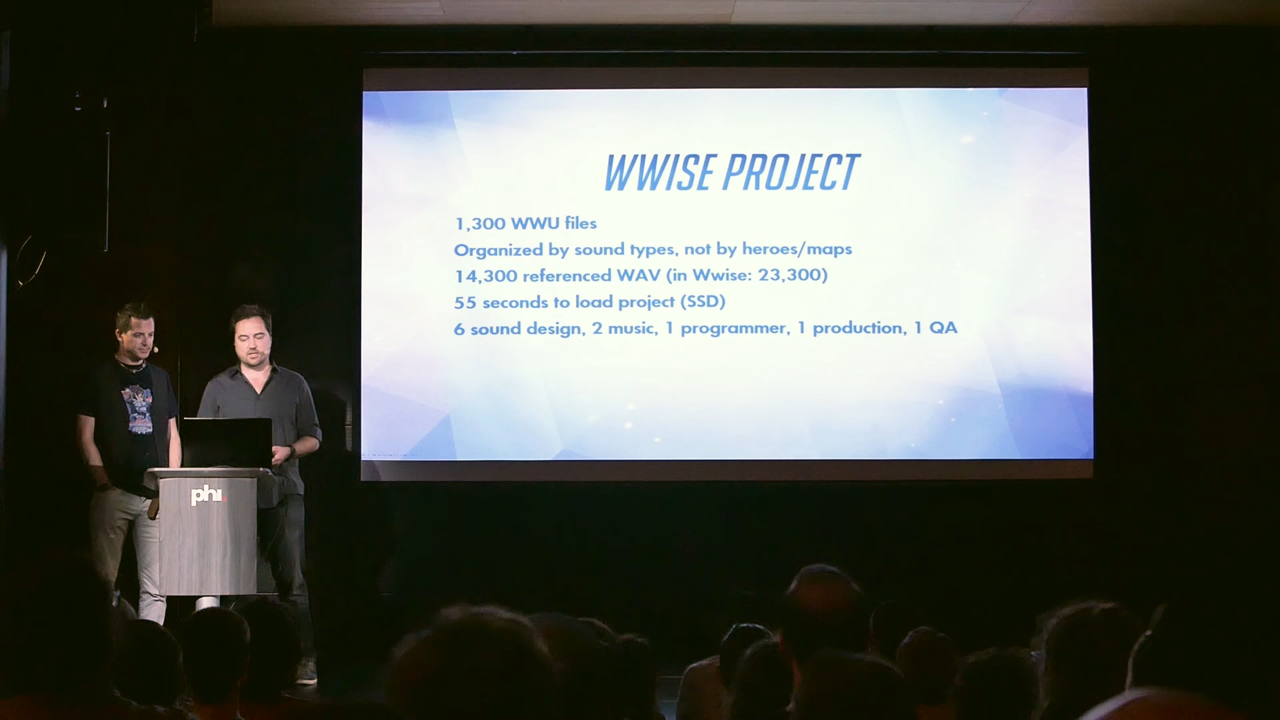 WWISE PROJECT
1,300 WWU files
Organized by sound types, not by heroes/maps
14,300 referenced WAV (in Wwise: 23,300)
55 seconds to load project (SSD)
6 sound design, 2 music, 1 programmer, 1 production, 1 QA
phi.